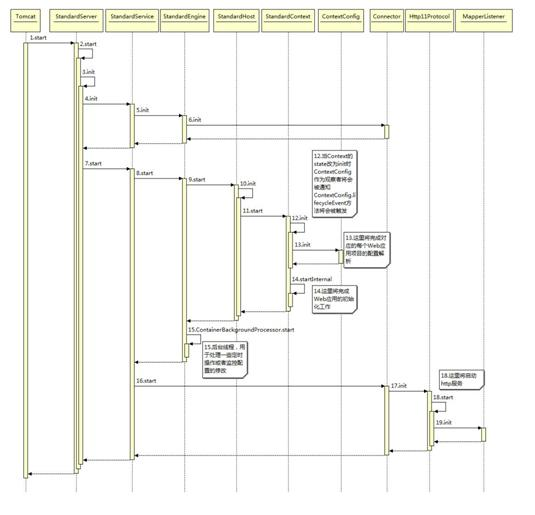 Tomcat StandardServer StandardService StandardEngine StandardHost StandardContext ContextConfig Connector Http11Protocol MapperListener
1.start
2.start
3.init
4.init
5.init
6.init
7.start
8.start
9.start
10.init
11.start
12.当Context的
state改为init时
ContextConfig
作为观察者将会
被通知
ContextConfig.li
fecycleEvent方
法将会被触发
12.init
13.init
13.这里将完成对
应的每个Web应
用项目的配置解
析
14.startInternal
14.这里将完成
Web应用的初始
化工作
15.ContainerBackgroundProcessor.start
15.后台线程，用
于处理一些定时
操作或者监控配
置的修改
16.start
17.init
18.这里将启动
http服务
18.start
19.init